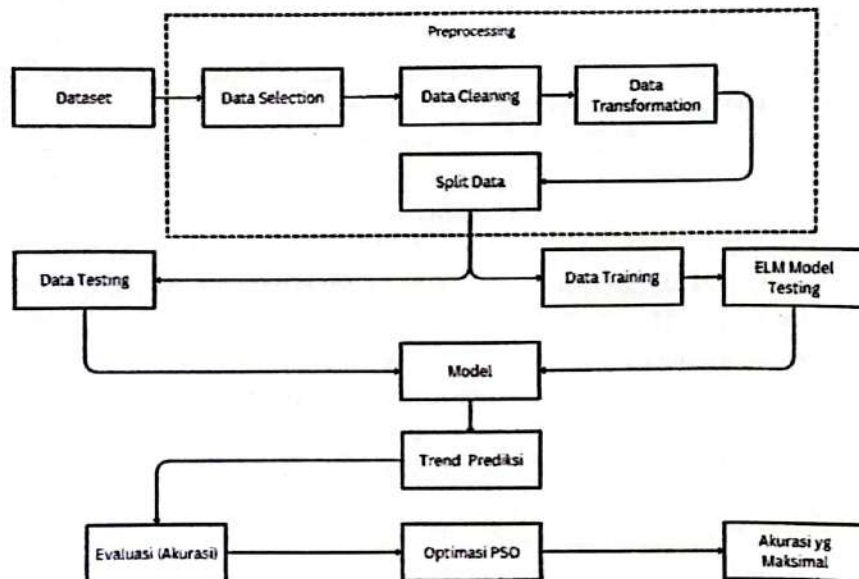 Preprocessing
Dataset
Data Selection
Data Cleaning
Data
Transformation
Split Data
Data Testing
Data Training
ELM Model
Testing
Model
Trend Prediksi
Evaluasi (Akurasi)
Optimasi PSO
Akurasi yg
Maksimal